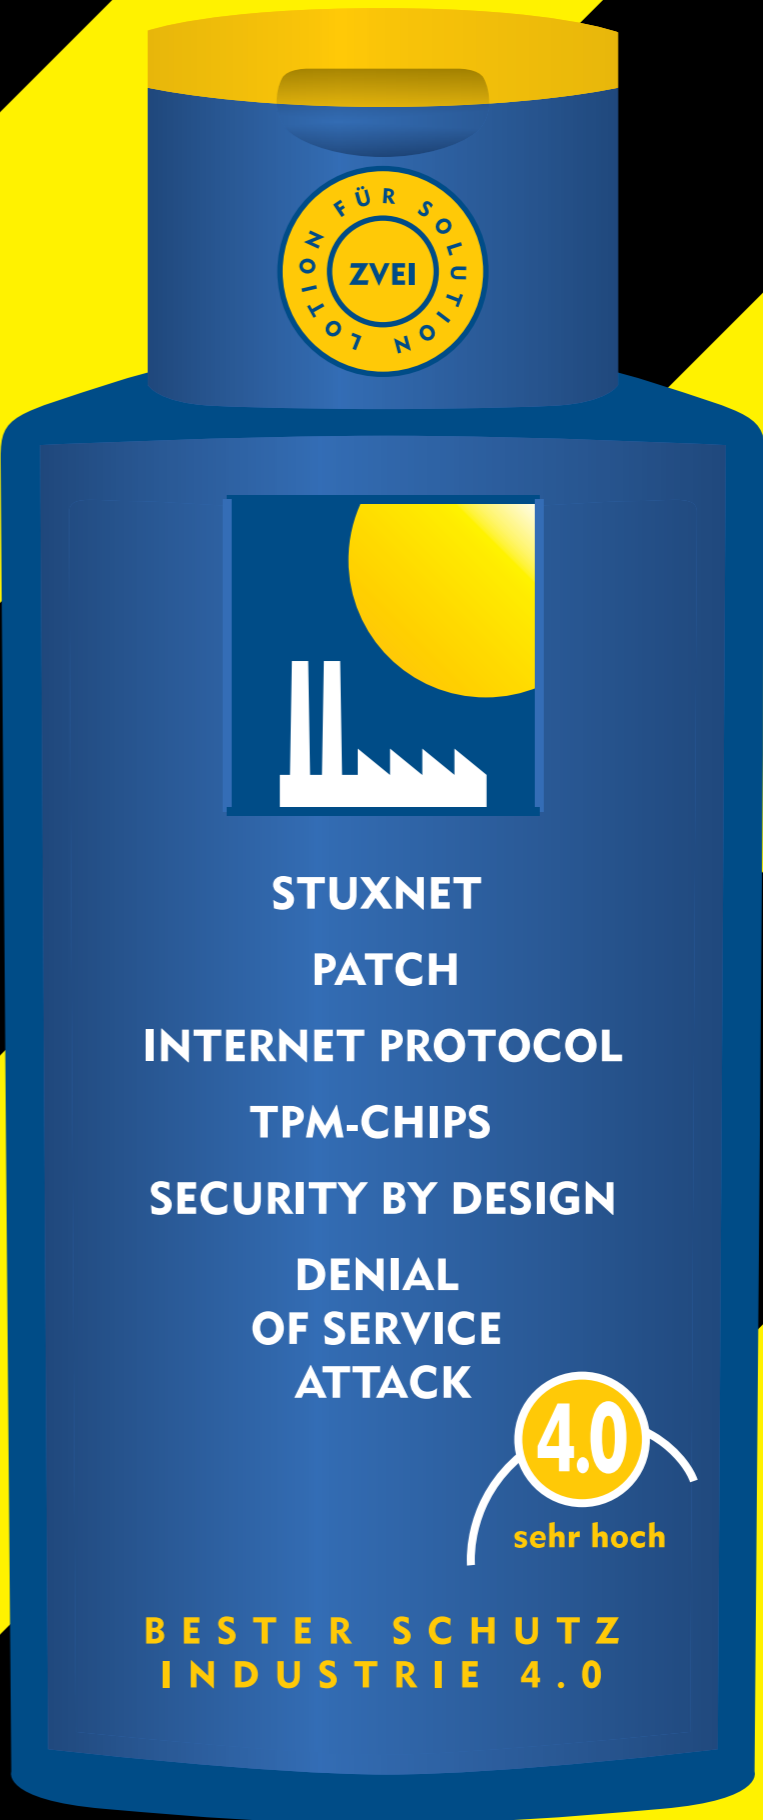 LOTION FÜR SOLUTION
ZVEI
STUXNET
PATCH
INTERNET PROTOCOL
TPM-CHIPS
SECURITY BY DESIGN
DENIAL
OF SERVICE
ATTACK
4.0
sehr hoch
BESTER SCHUTZ
INDUSTRIE 4.0